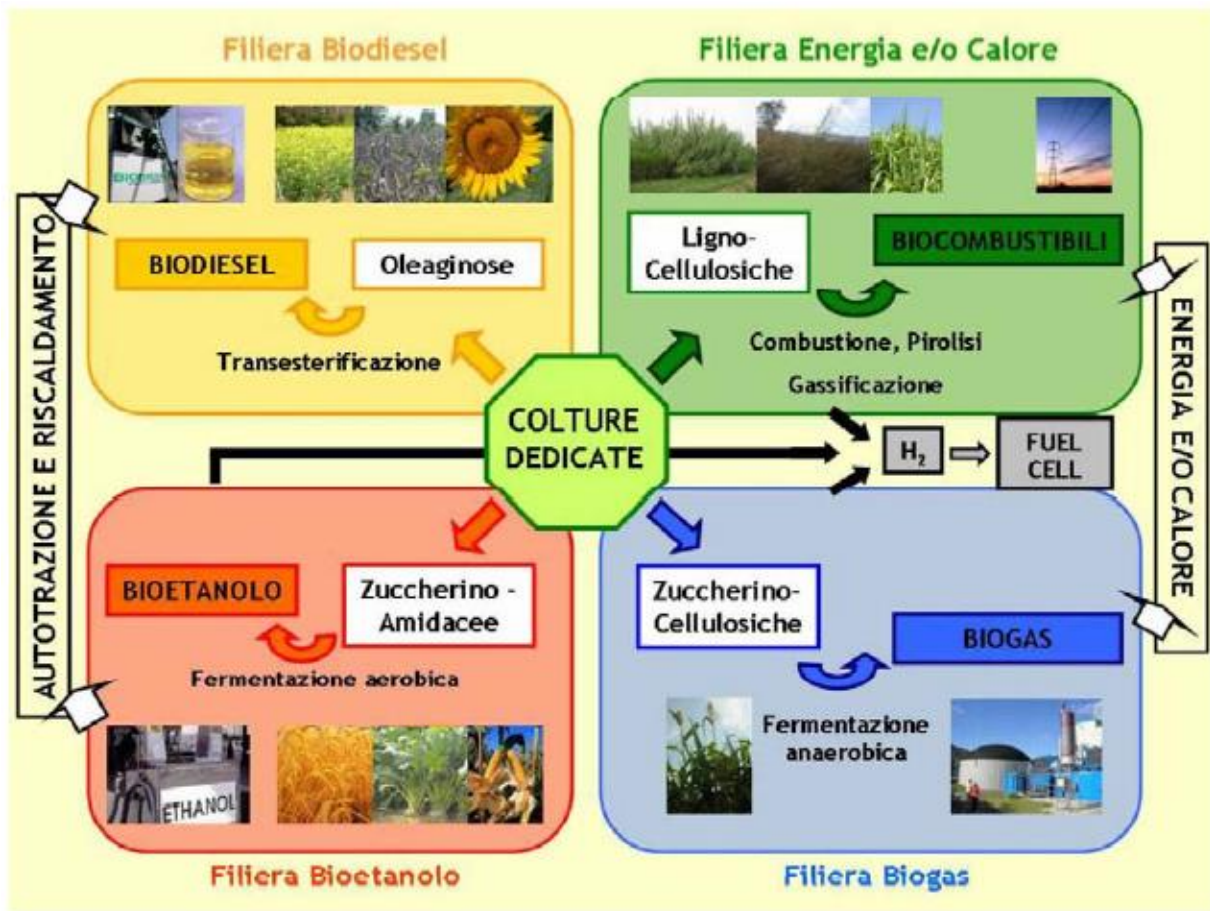 Filiera Biodiesel
Filiera Energia e/o Calore
BIODIESEL
Oleaginose
Transesterificazione
Ligno-
Cellulosiche
BIOCOMBUSTIBILI
Combustione, Pirolisi
Gassificazione
AUTOTRAZIONE E RISCALDAMENTO
COLTURE
DEDICATE
H₂
FUEL
CELL
ENERGIA E/O CALORE
BIOETANOLO
Zuccherino -
Amidacee
Fermentazione aerobica
ETHANOL
Zuccherino-
Cellulosiche
BIOGAS
Fermentazione
anaerobica
Filiera Bioetanolo
Filiera Biogas